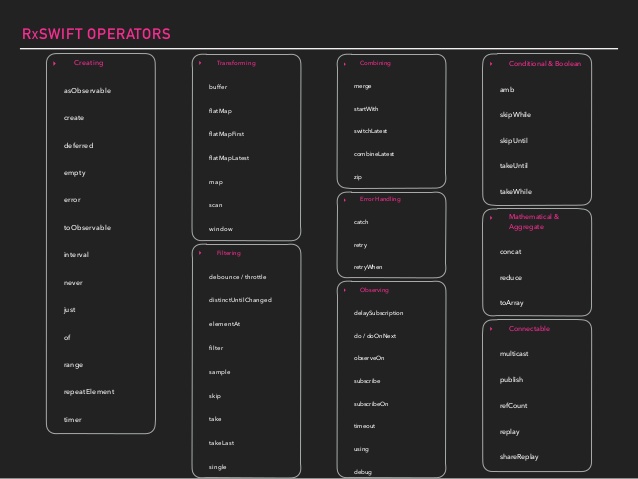 RxSWIFT OPERATORS
Creating
asObservable
create
deferred
empty
error
toObservable
interval
never
just
of
range
repeatElement
timer
Transforming
buffer
flatMap
flatMapFirst
flatMapLatest
map
scan
window
Filtering
debounce / throttle
distinctUntilChanged
elementAt
filter
sample
skip
take
takeLast
single
Combining
merge
startWith
switchLatest
combineLatest
zip
Error Handling
catch
retry
retryWhen
Observing
delaySubscription
do / doOnNext
observeOn
subscribe
subscribeOn
timeout
using
debug
Conditional & Boolean
amb
skipWhile
skipUntil
takeUntil
takeWhile
Mathematical &
Aggregate
concat
reduce
toArray
Connectable
multicast
publish
refCount
replay
shareReplay